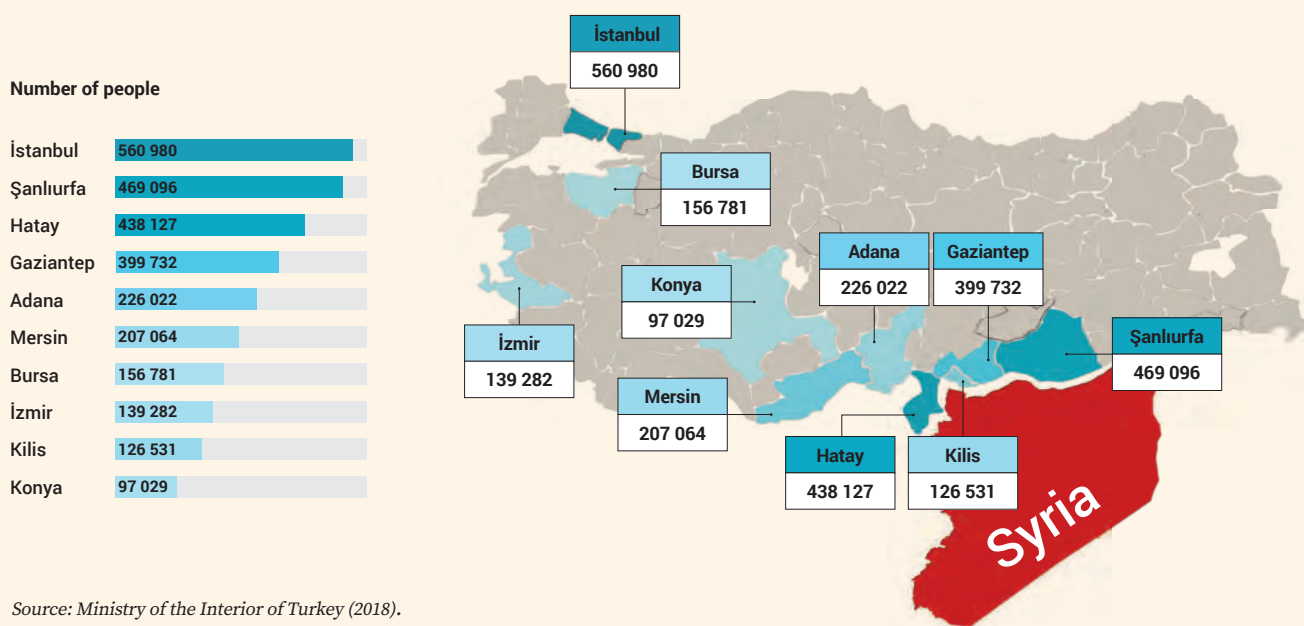 Number of people
İstanbul 560 980
Şanlıurfa 469 096
Hatay 438 127
Gaziantep 399 732
Adana 226 022
Mersin 207 064
Bursa 156 781
İzmir 139 282
Kilis 126 531
Konya 97 029
İstanbul
560 980
Bursa
156 781
Adana
226 022
Gaziantep
399 732
Konya
97 029
İzmir
139 282
Şanlıurfa
469 096
Mersin
207 064
Hatay
438 127
Kilis
126 531
Syria
Source: Ministry of the Interior of Turkey (2018).